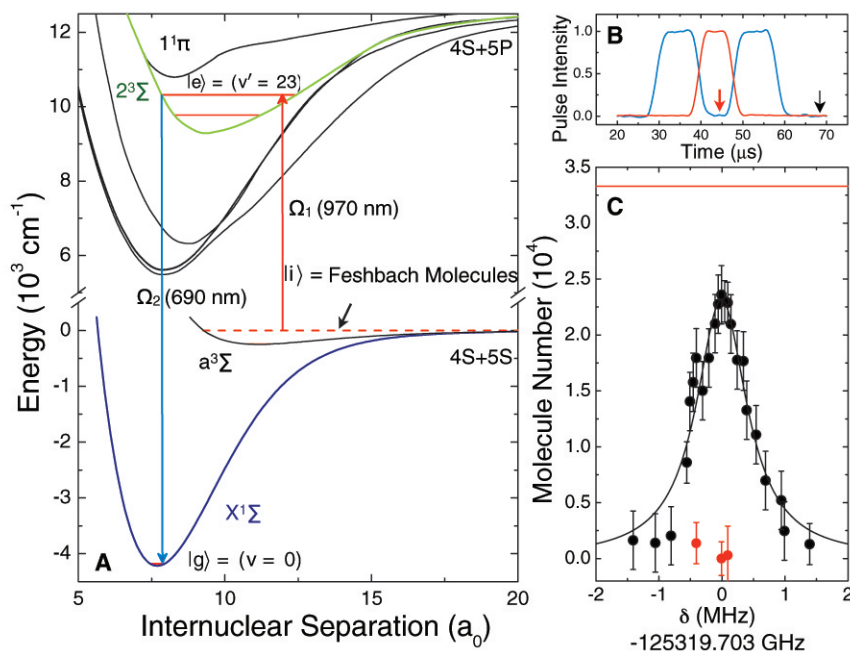 A
Energy (10³ cm⁻¹)
12
10
8
6
0
-1
-2
-3
-4
5
10
15
20
Internuclear Separation (a₀)
1¹π
2³Σ
|e⟩ = (v′ = 23)
4S+5P
Ω₁ (970 nm)
Ω₂ (690 nm)
|i⟩ = Feshbach Molecules
a³Σ
4S+5S
X¹Σ
|g⟩ = (v = 0)
B
Pulse Intensity
1.0
0.5
0.0
20
30
40
50
60
70
Time (μs)
C
Molecule Number (10⁴)
3.5
3.0
2.5
2.0
1.5
1.0
0.5
0.0
-2
-1
0
1
2
δ (MHz)
-125319.703 GHz